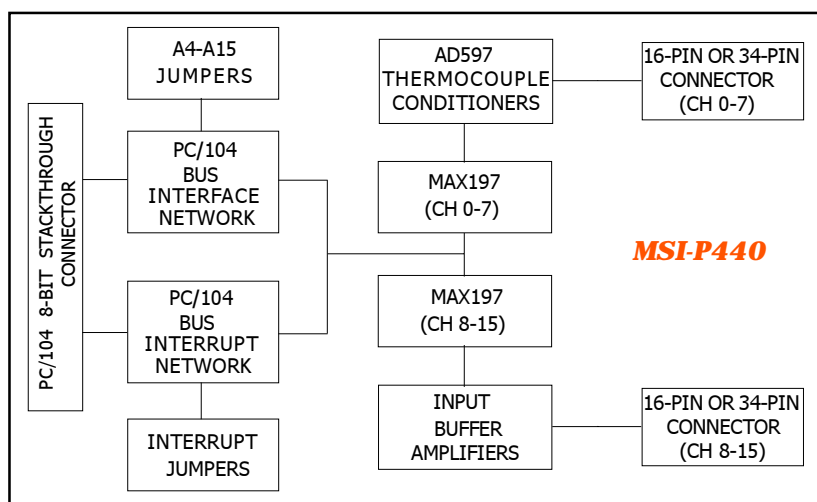 A4-A15
JUMPERS
PC/104 8-BIT STACKTHROUGH
CONNECTOR
PC/104
BUS
INTERFACE
NETWORK
PC/104
BUS
INTERRUPT
NETWORK
INTERRUPT
JUMPERS
AD597
THERMOCOUPLE
CONDITIONERS
MAX197
(CH 0-7)
MAX197
(CH 8-15)
INPUT
BUFFER
AMPLIFIERS
16-PIN OR 34-PIN
CONNECTOR
(CH 0-7)
MSI-P440
16-PIN OR 34-PIN
CONNECTOR
(CH 8-15)